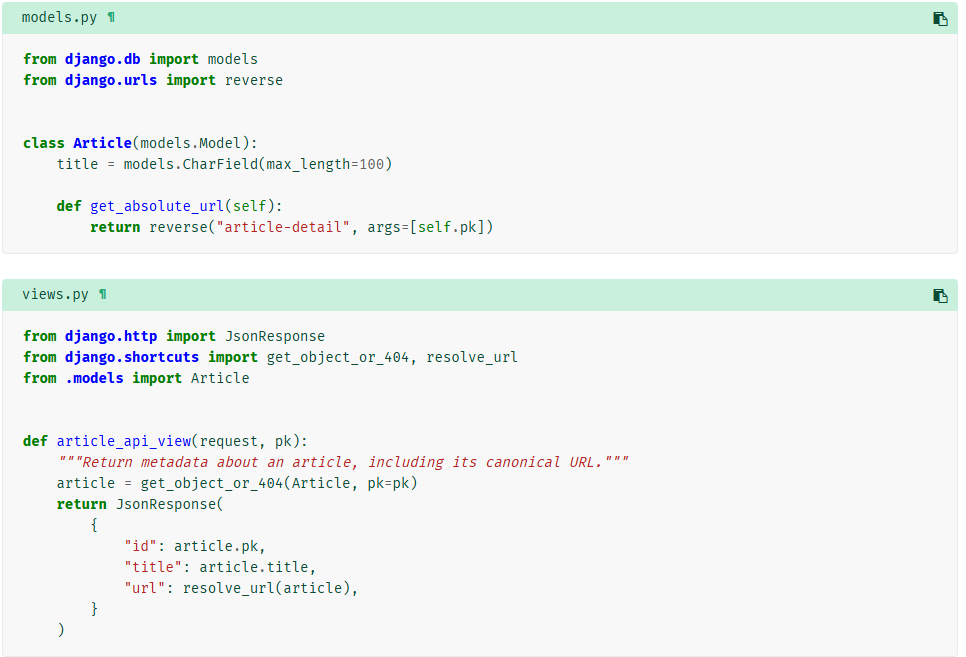 models.py ¶
from django.db import models
from django.urls import reverse
class Article(models.Model):
    title = models.CharField(max_length=100)
    def get_absolute_url(self):
        return reverse("article-detail", args=[self.pk])
views.py ¶
from django.http import JsonResponse
from django.shortcuts import get_object_or_404, resolve_url
from .models import Article
def article_api_view(request, pk):
    """Return metadata about an article, including its canonical URL."""
    article = get_object_or_404(Article, pk=pk)
    return JsonResponse(
        {
            "id": article.pk,
            "title": article.title,
            "url": resolve_url(article),
        }
    )